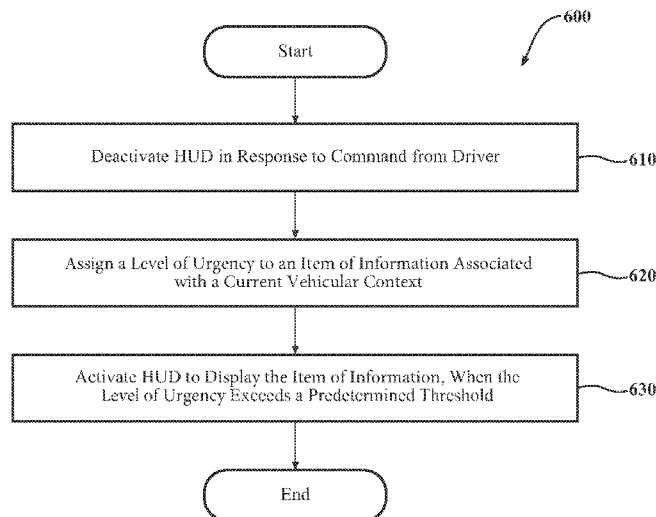 600
Start
Deactivate HUD in Response to Command from Driver
610
Assign a Level of Urgency to an Item of Information Associated
with a Current Vehicular Context
620
Activate HUD to Display the Item of Information, When the
Level of Urgency Exceeds a Predetermined Threshold
630
End